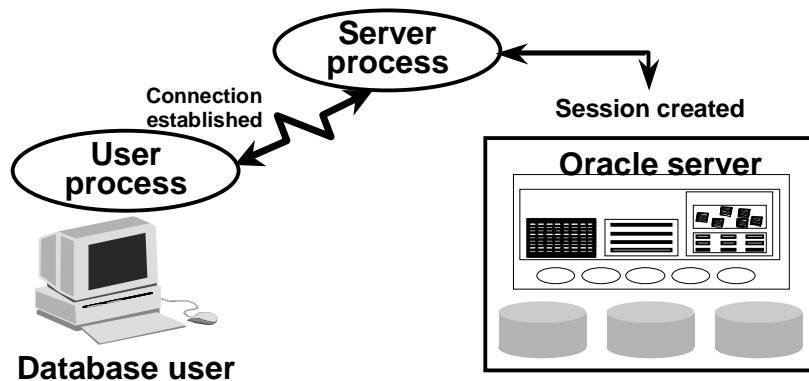 Server
process
Connection
established
Session created
User
process
Oracle server
Database user